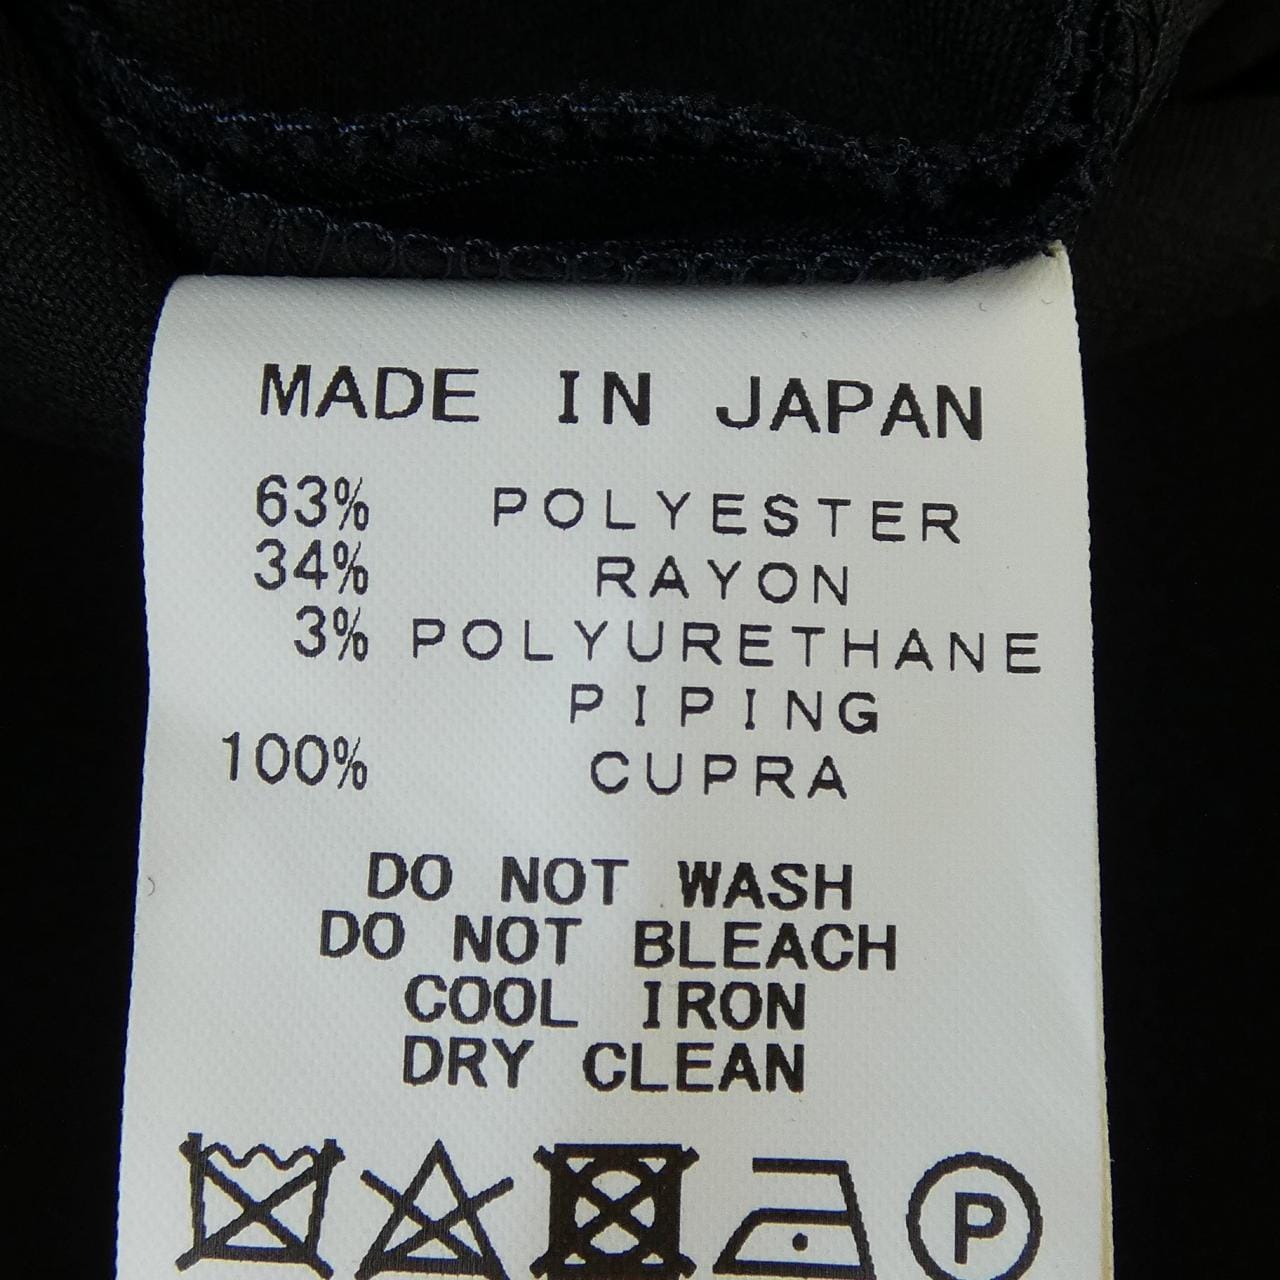 MADE IN JAPAN
63% POLYESTER
34% RAYON
3% POLYURETHANE
PIPING
100% CUPRA
DO NOT WASH
DO NOT BLEACH
COOL IRON
DRY CLEAN
P